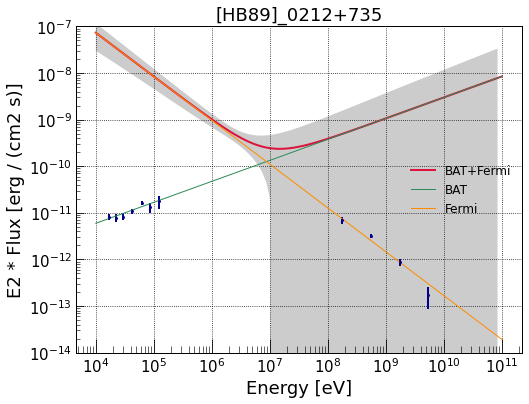 [HB89]_0212+735
E2 * Flux [erg / (cm2 s)]
10^-7
10^-8
10^-9
10^-10
10^-11
10^-12
10^-13
10^-14
BAT+Fermi
BAT
Fermi
10^4 10^5 10^6 10^7 10^8 10^9 10^10 10^11
Energy [eV]